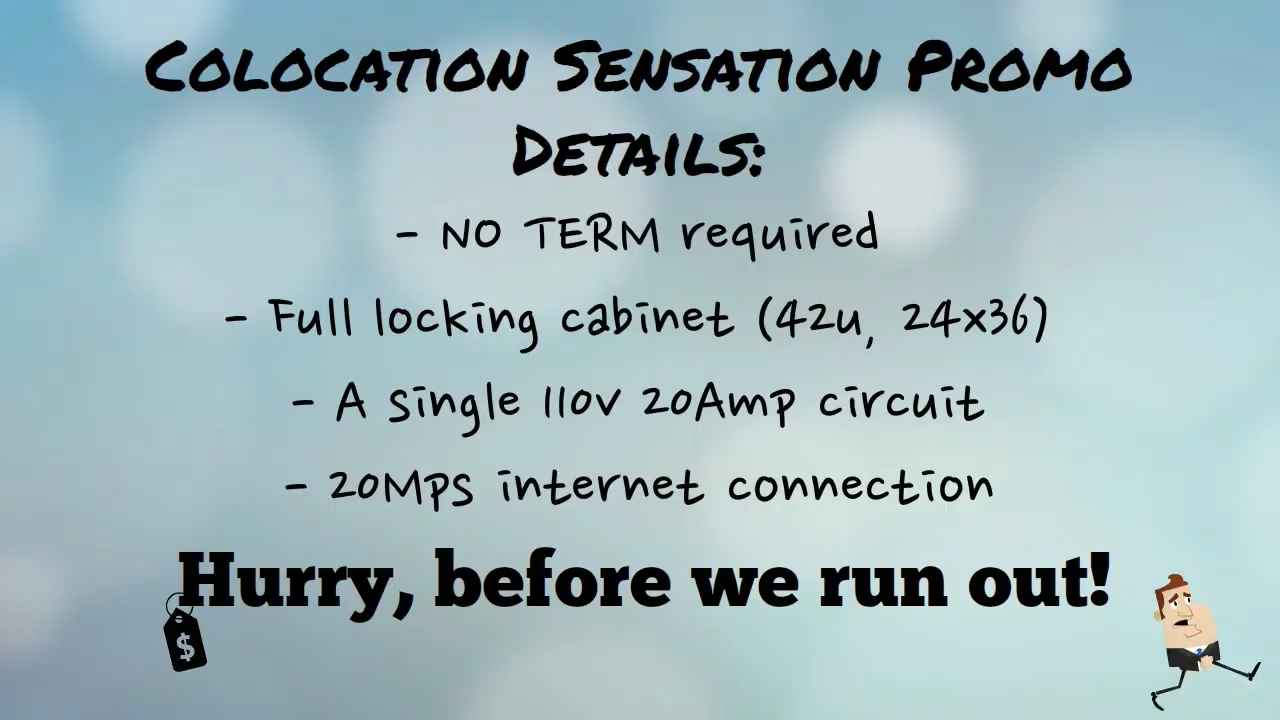 Colocation Sensation Promo
Details:
- NO TERM required
- Full locking cabinet (42u, 24x36)
- A single 110v 20Amp circuit
- 20Mps internet connection
Hurry, before we run out!
$